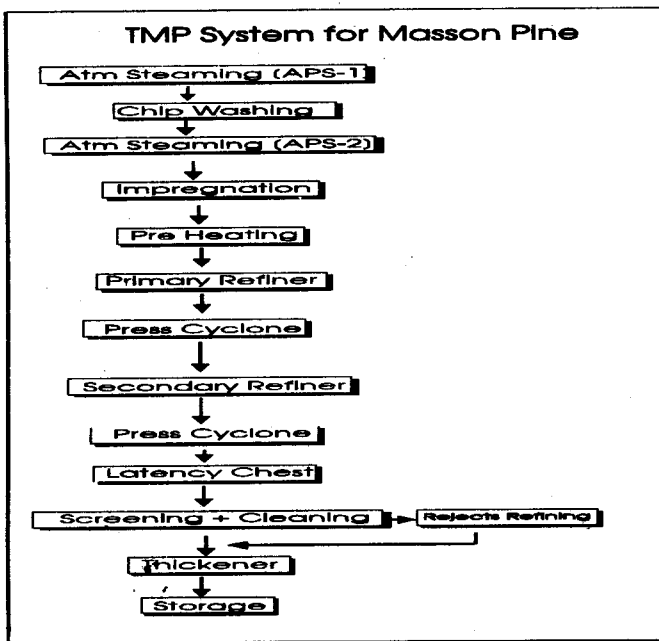 TMP System for Masson Pine
Atm Steaming (APS-1)
Chip Washing
Atm Steaming (APS-2)
Impregnation
Pre Heating
Primary Refiner
Press Cyclone
Secondary Refiner
Press Cyclone
Latency Chest
Screening + Cleaning
Rejects Refining
Thickener
Storage